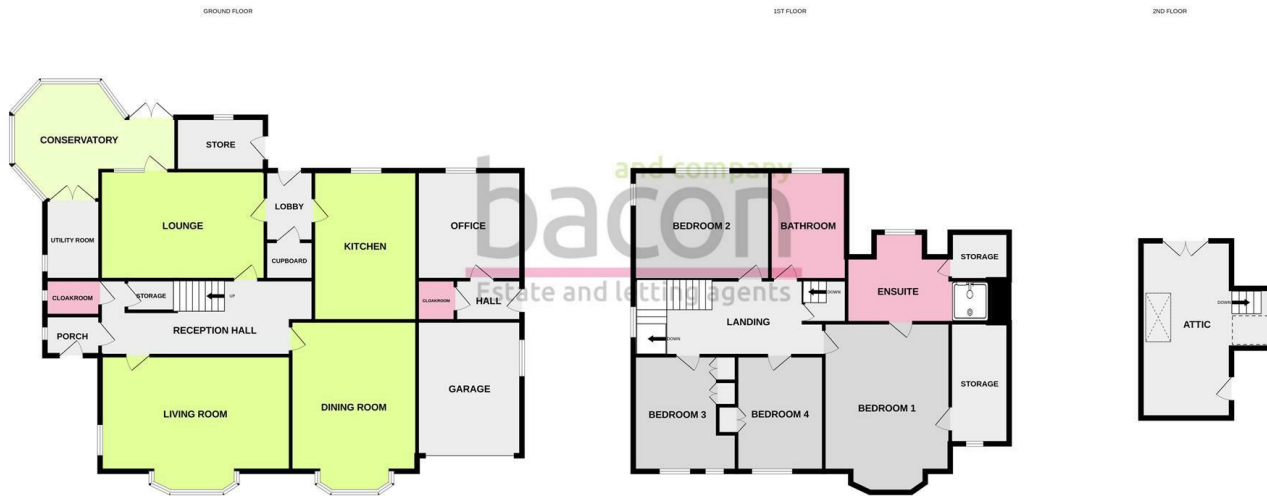 GROUND FLOOR
1ST FLOOR
2ND FLOOR
CONSERVATORY
STORE
LOUNGE
LOBBY
UTILITY ROOM
KITCHEN
OFFICE
CUPBOARD
CLOAKROOM
STORAGE
UP
CLOAKROOM
HALL
PORCH
RECEPTION HALL
LIVING ROOM
DINING ROOM
GARAGE
and company
bacon
Estate and letting agents
BEDROOM 2
BATHROOM
STORAGE
ENSUITE
DOWN
LANDING
DOWN
BEDROOM 3
BEDROOM 4
BEDROOM 1
STORAGE
DOWN
ATTIC